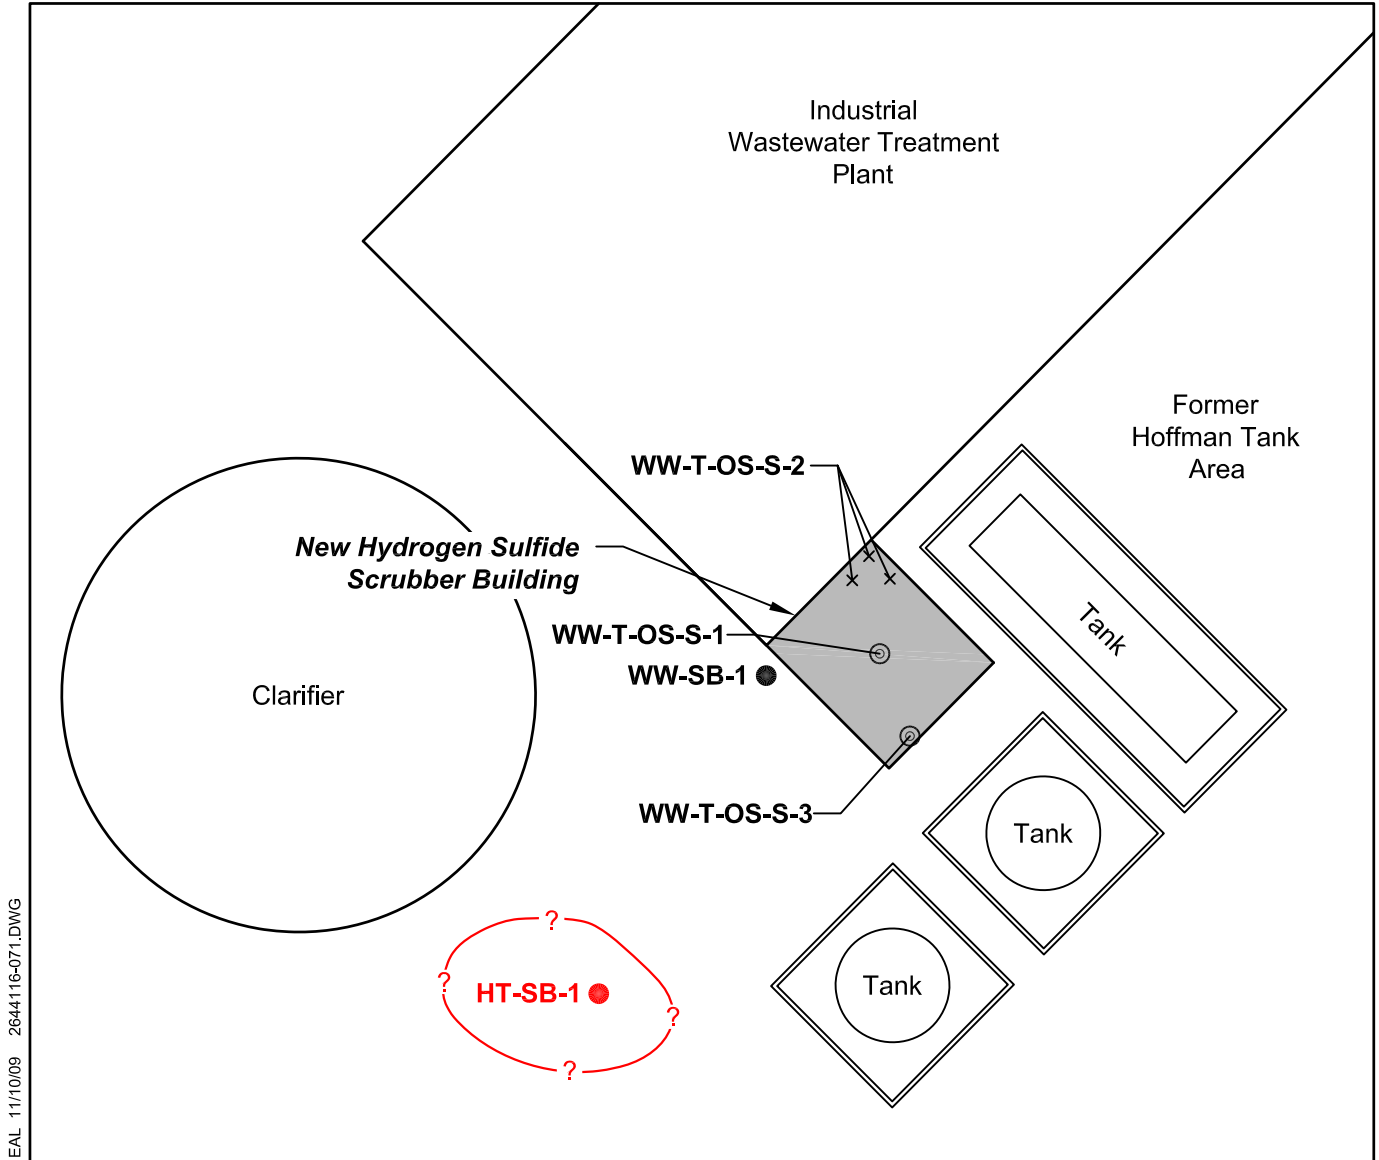 Industrial
Wastewater Treatment
Plant
Former
Hoffman Tank
Area
WW-T-OS-S-2
New Hydrogen Sulfide
Scrubber Building
Tank
WW-T-OS-S-1
WW-SB-1
Clarifier
WW-T-OS-S-3
Tank
?
?
HT-SB-1
?
?
Tank
EAL 11/10/09 2644116-071.DWG